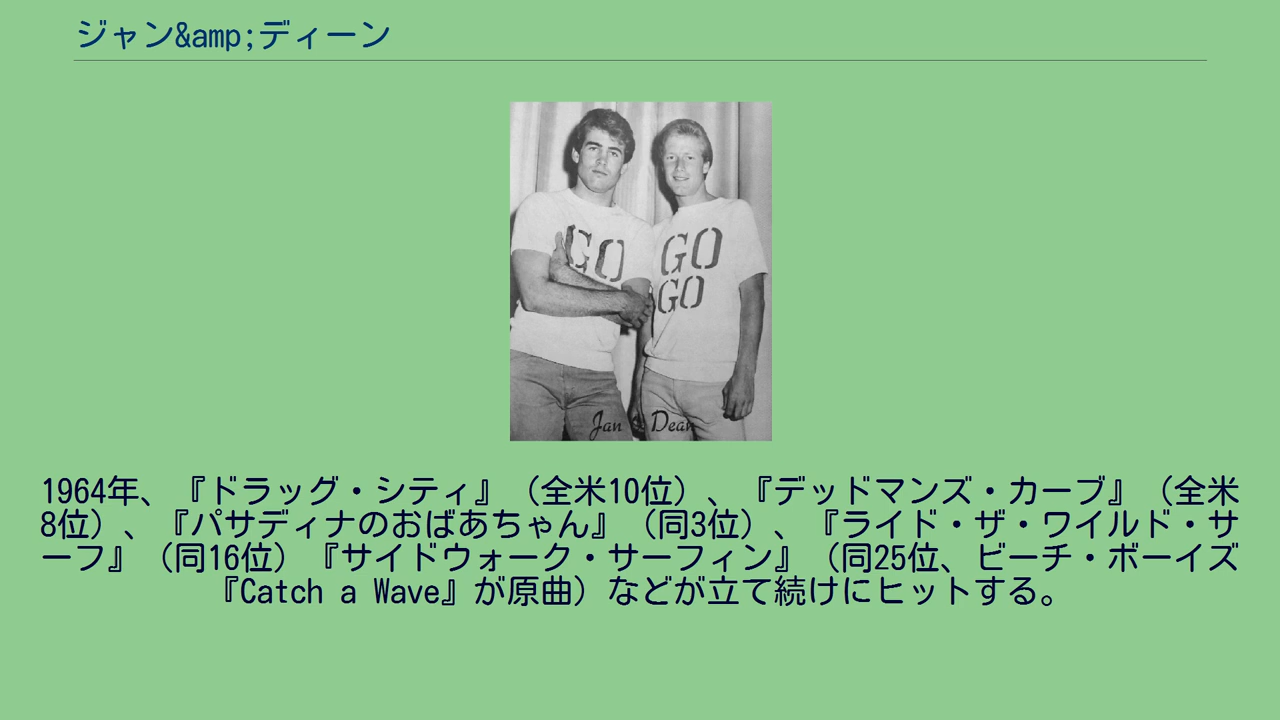 ジャン&amp;ディーン
GO
GO
GO
Jan & Dean
1964年、『ドラッグ・シティ』（全米10位）、『デッドマンズ・カーブ』（全米
8位）、『パサディナのおばあちゃん』（同3位）、『ライド・ザ・ワイルド・サ
ーフ』（同16位）『サイドウォーク・サーフィン』（同25位、ビーチ・ボーイズ
『Catch a Wave』が原曲）などが立て続けにヒットする。